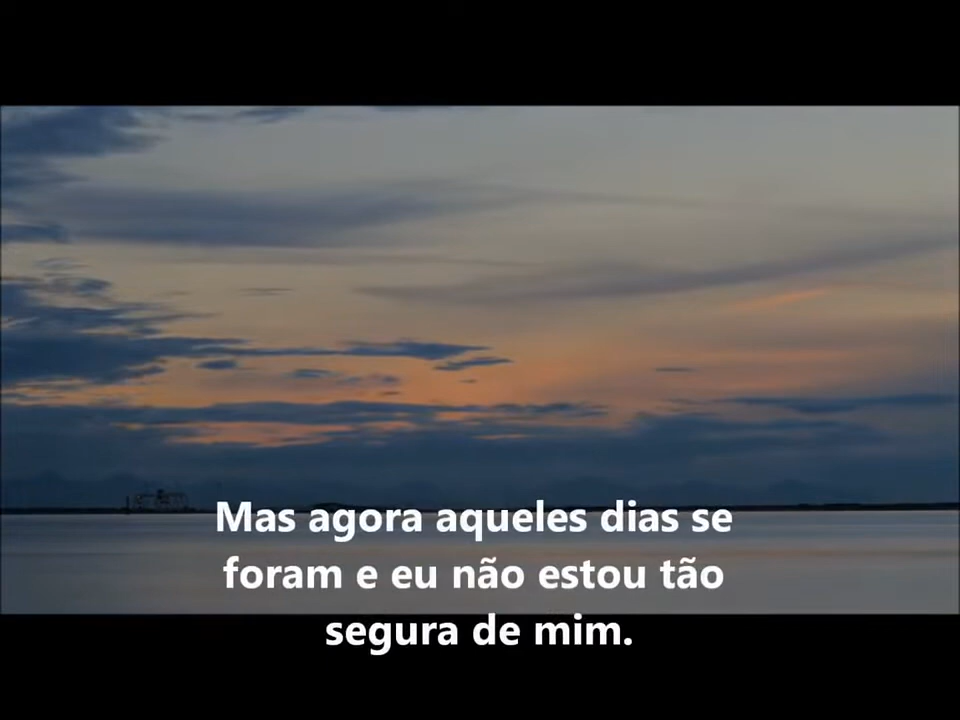 Mas agora aqueles dias se
foram e eu não estou tão
segura de mim.